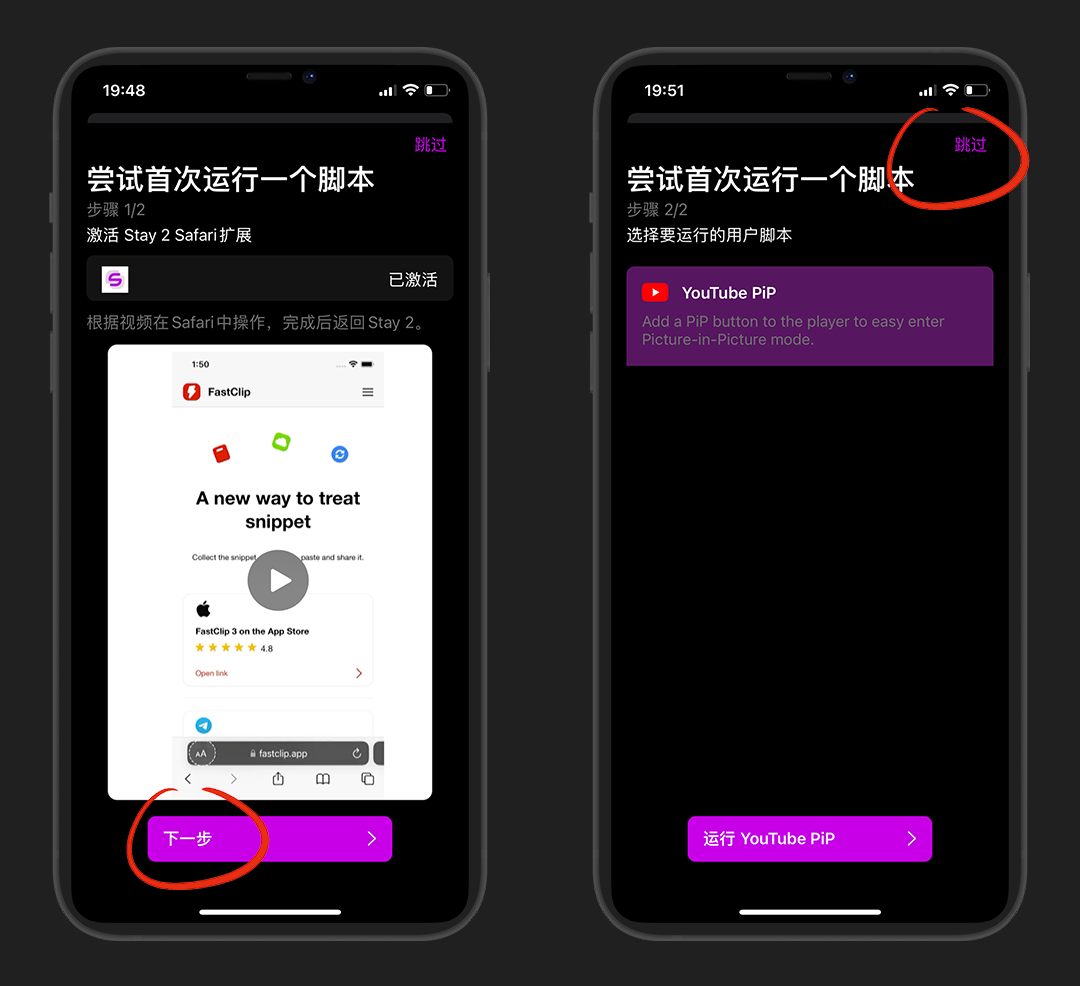 19:48
跳过
尝试首次运行一个脚本
步骤 1/2
激活 Stay 2 Safari扩展
已激活
根据视频在Safari中操作，完成后返回Stay 2。
1:50
FastClip
A new way to treat
snippet
Collect the snippet
paste and share it.
FastClip 3 on the App Store
4.8
Open link
AA
fastclip.app
下一步
19:51
跳过
尝试首次运行一个脚本
步骤 2/2
选择要运行的用户脚本
YouTube PiP
Add a PiP button to the player to easy enter
Picture-in-Picture mode.
运行 YouTube PiP